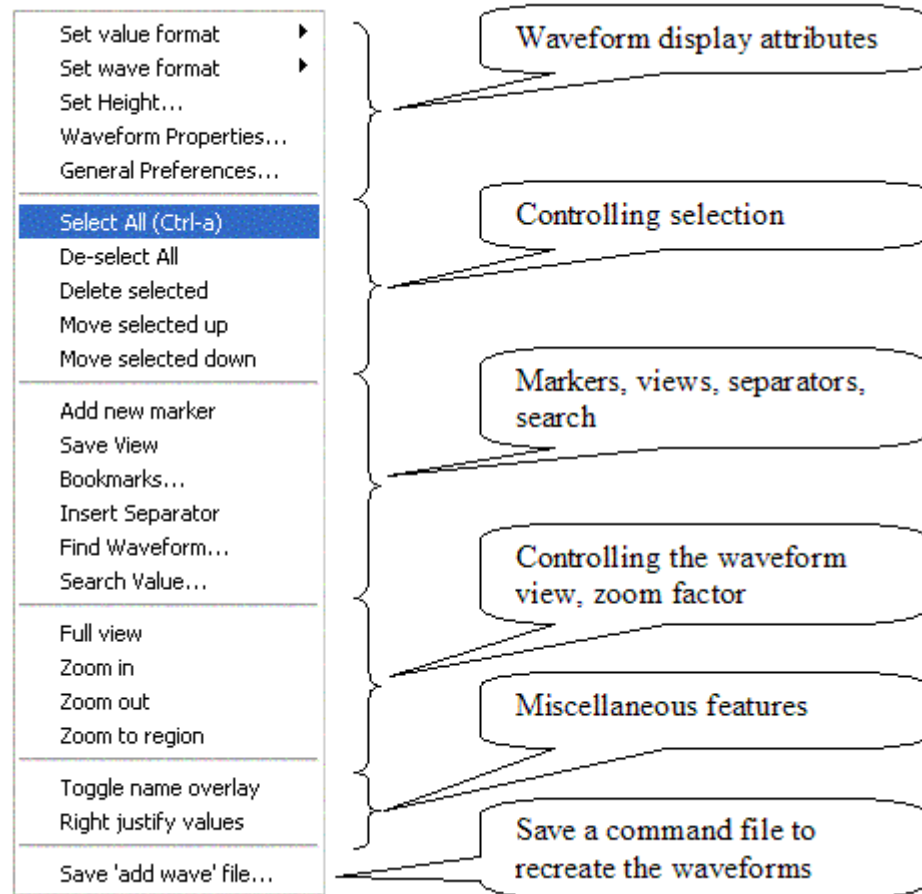 Set value format
Set wave format
Set Height...
Waveform Properties...
General Preferences...
Select All (Ctrl-a)
De-select All
Delete selected
Move selected up
Move selected down
Add new marker
Save View
Bookmarks...
Insert Separator
Find Waveform...
Search Value...
Full view
Zoom in
Zoom out
Zoom to region
Toggle name overlay
Right justify values
Save 'add wave' file...
Waveform display attributes
Controlling selection
Markers, views, separators,
search
Controlling the waveform
view, zoom factor
Miscellaneous features
Save a command file to
recreate the waveforms